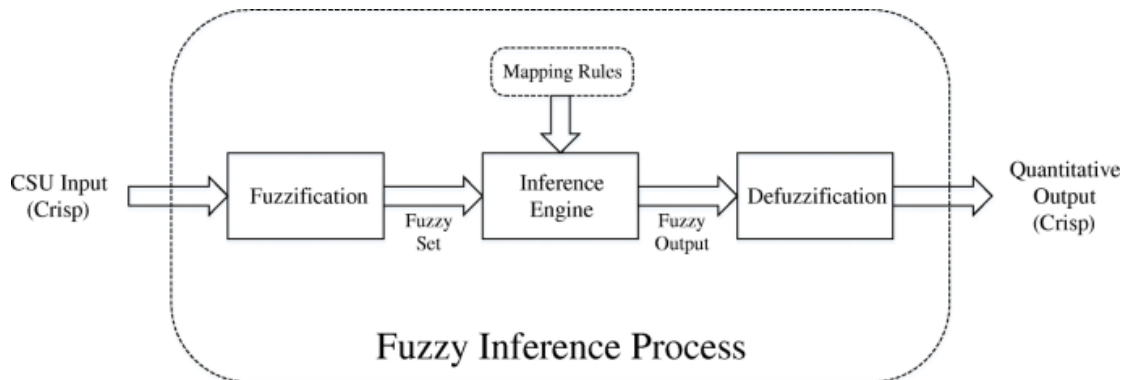 Mapping Rules
CSU Input
(Crisp)
Fuzzification
Fuzzy
Set
Inference
Engine
Fuzzy
Output
Defuzzification
Quantitative
Output
(Crisp)
Fuzzy Inference Process